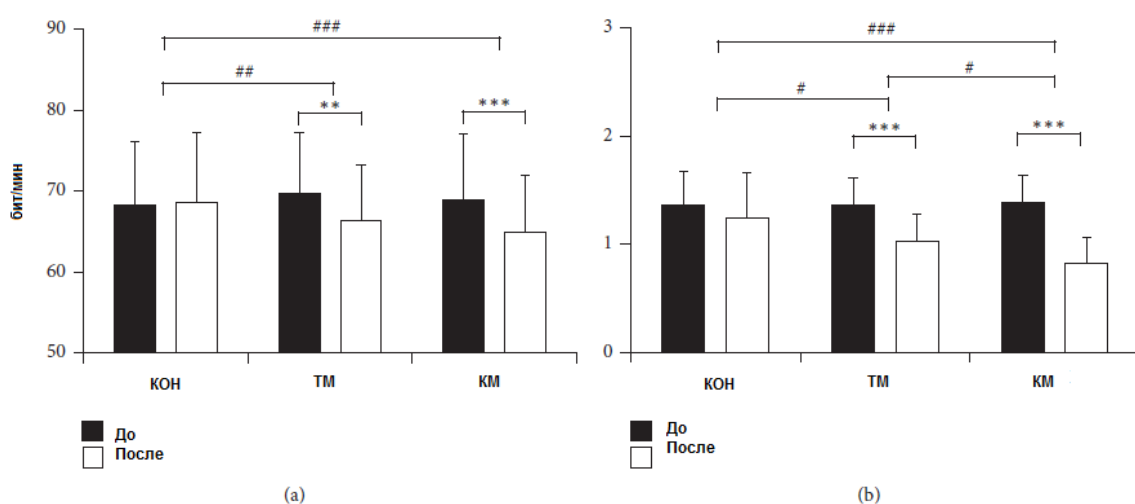 90
###
##
80
**
***
70
бит/мин
60
50
КОН
ТМ
КМ
До
После
(a)
3
###
#
#
2
***
***
1
0
КОН
ТМ
КМ
До
После
(b)